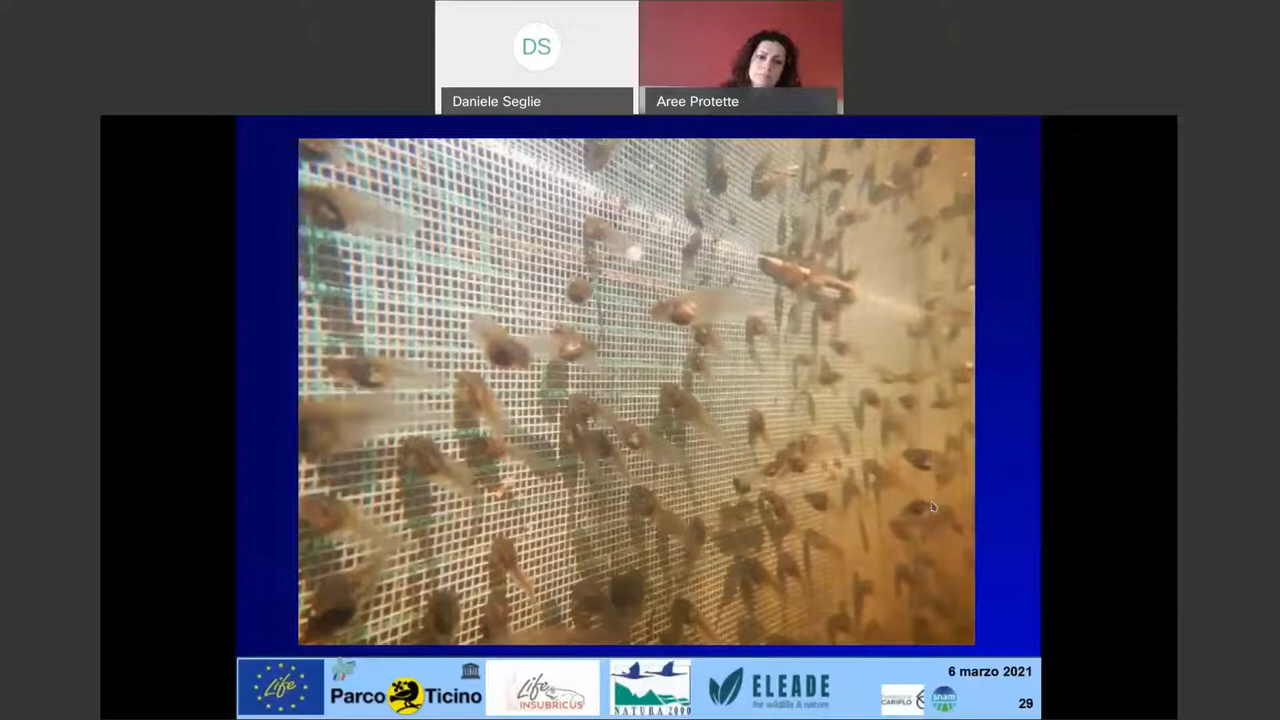 DS
Daniele Seglie
Aree Protette
Life
Parco Ticino
Life
INSUBRICUS
NATURA 2000
ELEADE
for wildlife & nature
CARIPLO
snam
6 marzo 2021
29